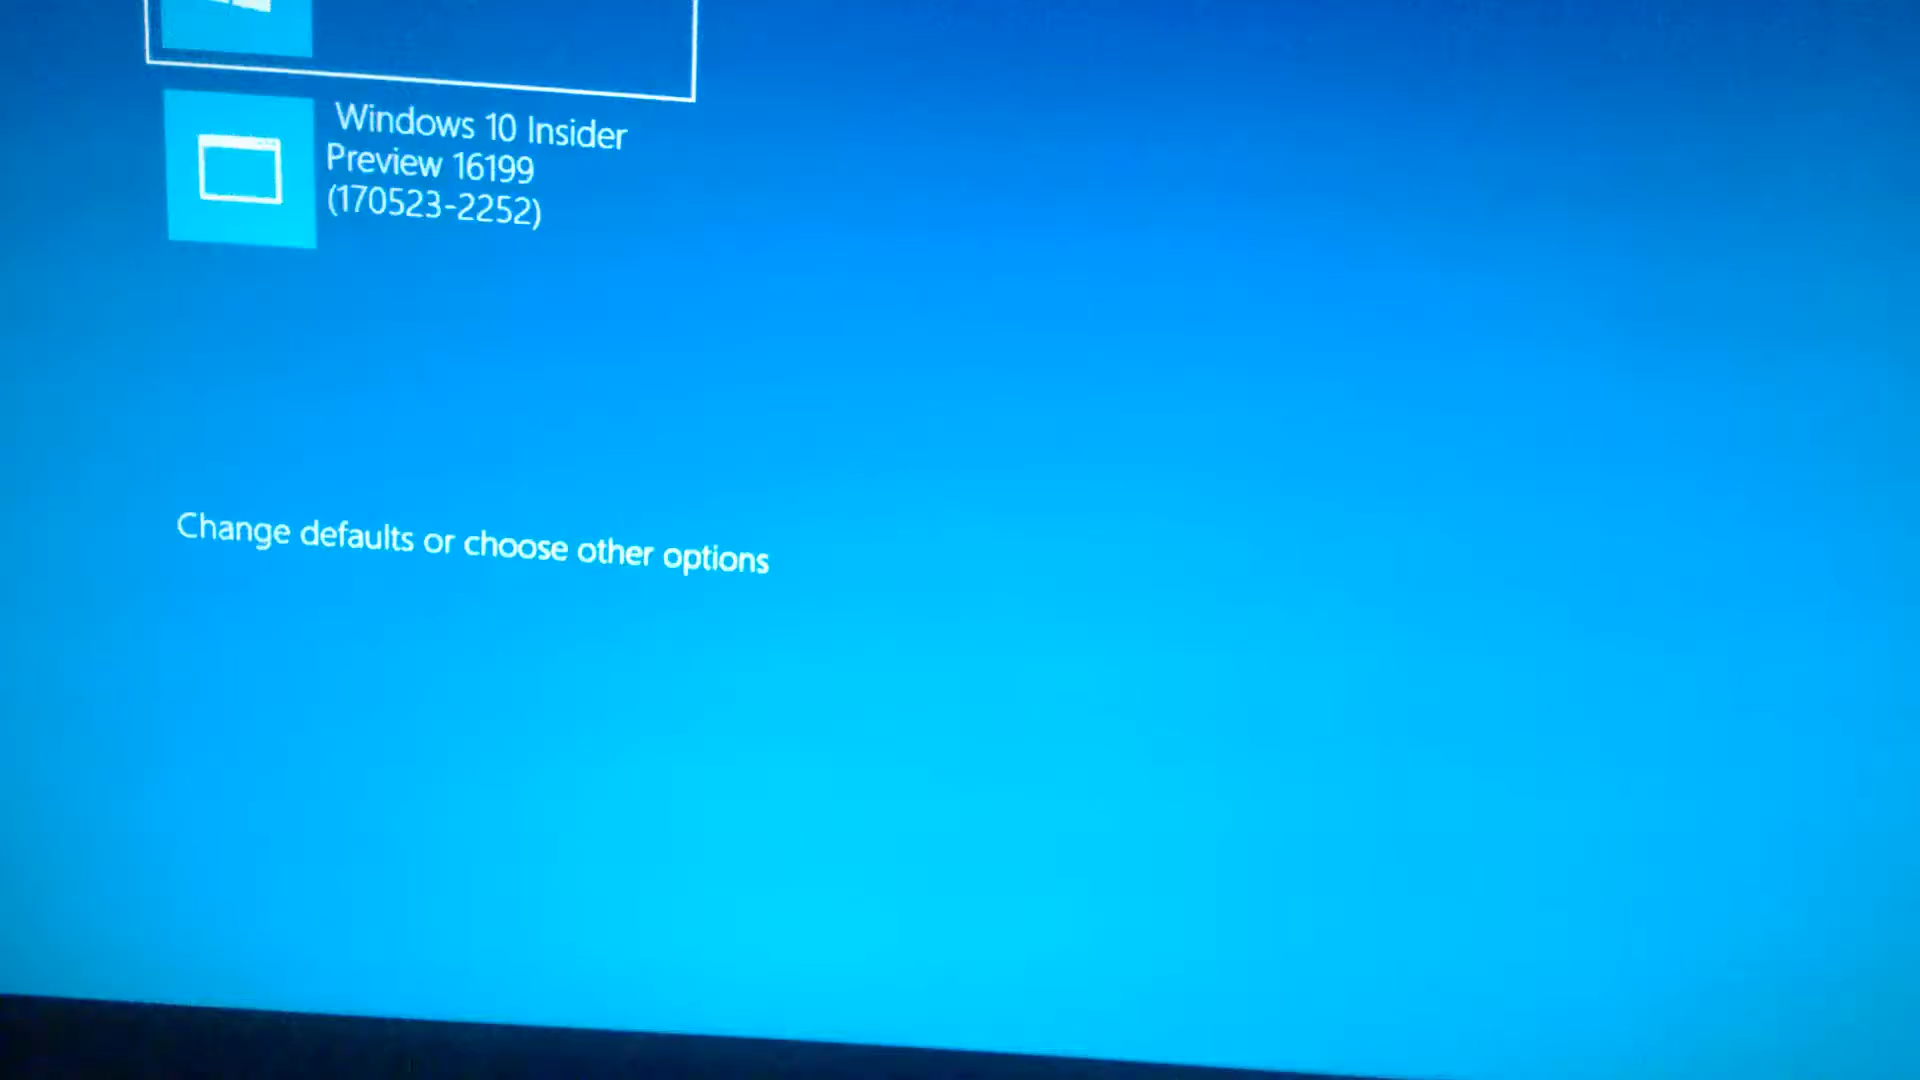 Windows 10 Insider
Preview 16199
(170523-2252)
Change defaults or choose other options